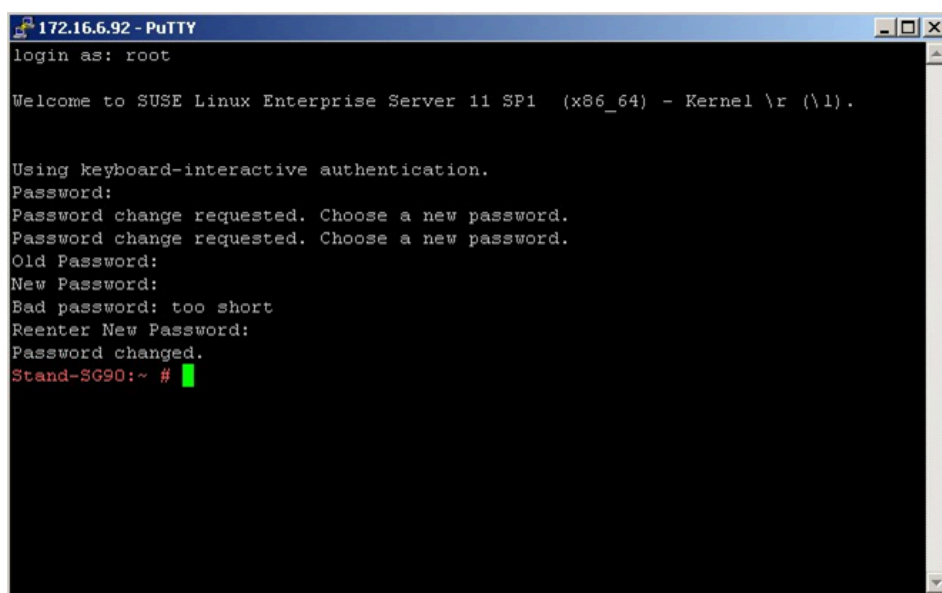 172.16.6.92 - PuTTY
login as: root
Welcome to SUSE Linux Enterprise Server 11 SP1  (x86_64) - Kernel \r (\l).
Using keyboard-interactive authentication.
Password:
Password change requested. Choose a new password.
Password change requested. Choose a new password.
Old Password:
New Password:
Bad password: too short
Reenter New Password:
Password changed.
Stand-SG90:~ #